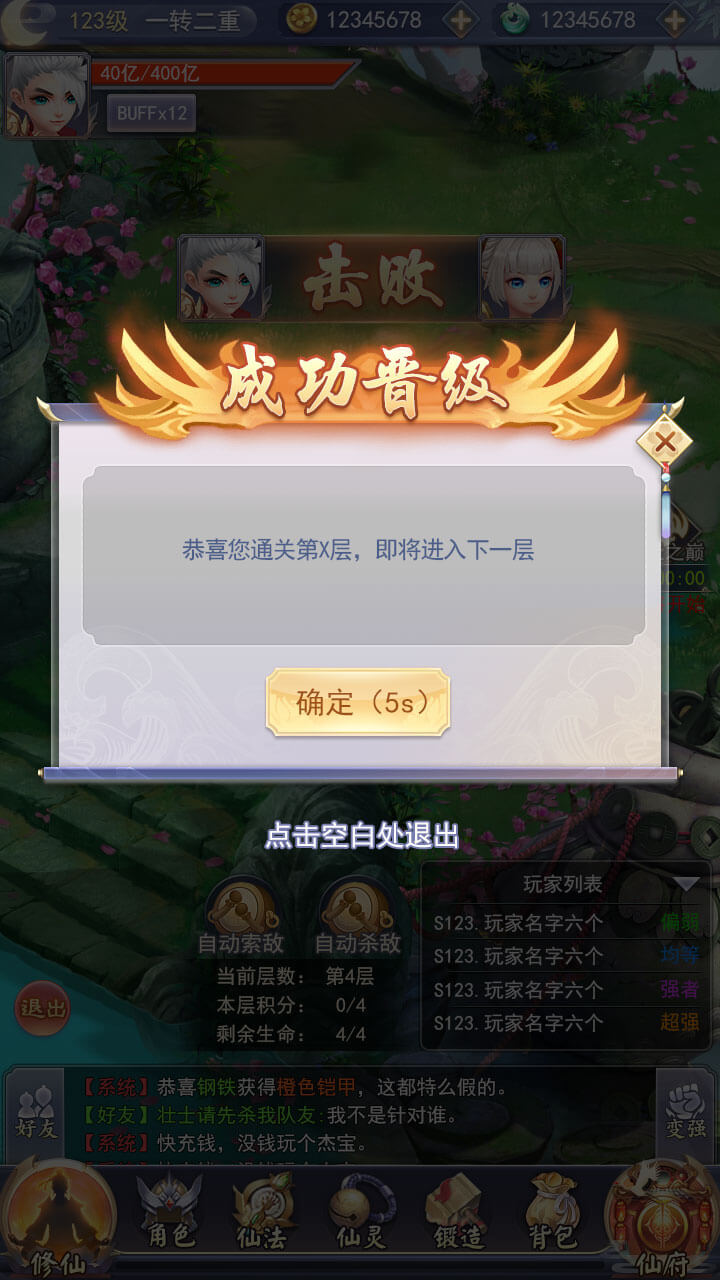 123级 一转二重 12345678 12345678
40亿/400亿
BUFFx12
击败
成功晋级
恭喜您通关第X层，即将进入下一层
之巅
0:00
确定（5s）
点击空白处退出
自动索敌 自动杀敌
当前层数： 第4层
本层积分： 0/4
剩余生命： 4/4
退出
玩家列表
S123.玩家名字六个 偏弱
S123.玩家名字六个 均等
S123.玩家名字六个 强者
S123.玩家名字六个 超强
好友
【系统】恭喜钢铁获得橙色铠甲，这都特么假的。
【好友】壮士请先杀我队友:我不是针对谁。
【系统】快充钱，没钱玩个杰宝。
变强
修仙 角色 仙法 仙灵 锻造 背包 仙府